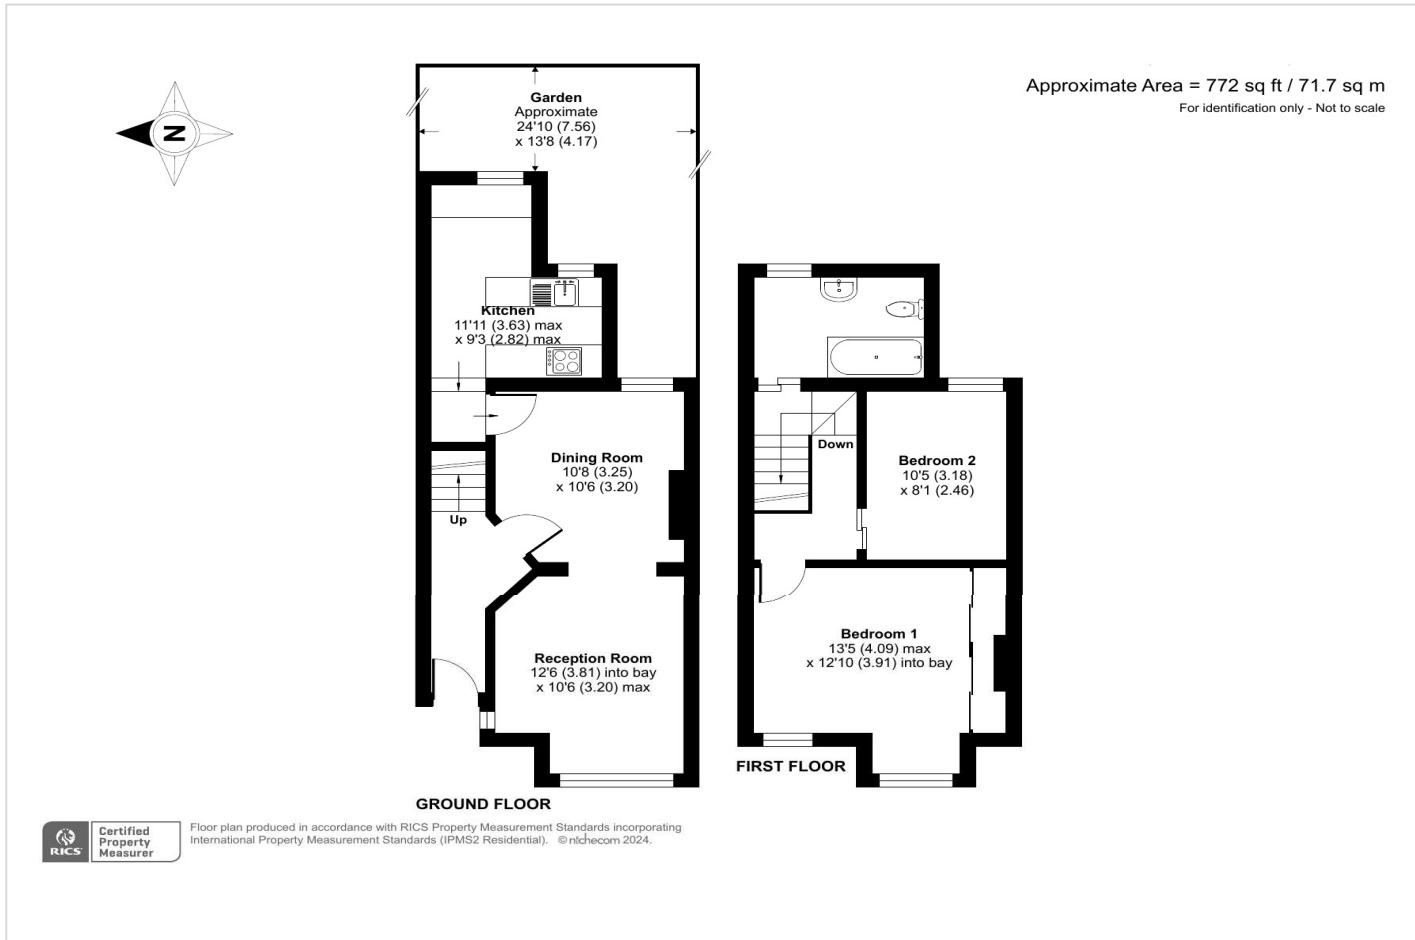 Approximate Area = 772 sq ft / 71.7 sq m
For identification only - Not to scale
N
Garden
Approximate
24'10 (7.56)
x 13'8 (4.17)
Kitchen
11'11 (3.63) max
x 9'3 (2.82) max
Dining Room
10'8 (3.25)
x 10'6 (3.20)
Up
Reception Room
12'6 (3.81) into bay
x 10'6 (3.20) max
GROUND FLOOR
Down
Bedroom 2
10'5 (3.18)
x 8'1 (2.46)
Bedroom 1
13'5 (4.09) max
x 12'10 (3.91) into bay
FIRST FLOOR
RICS
Certified
Property
Measurer
Floor plan produced in accordance with RICS Property Measurement Standards incorporating
International Property Measurement Standards (IPMS2 Residential). © nichecom 2024.